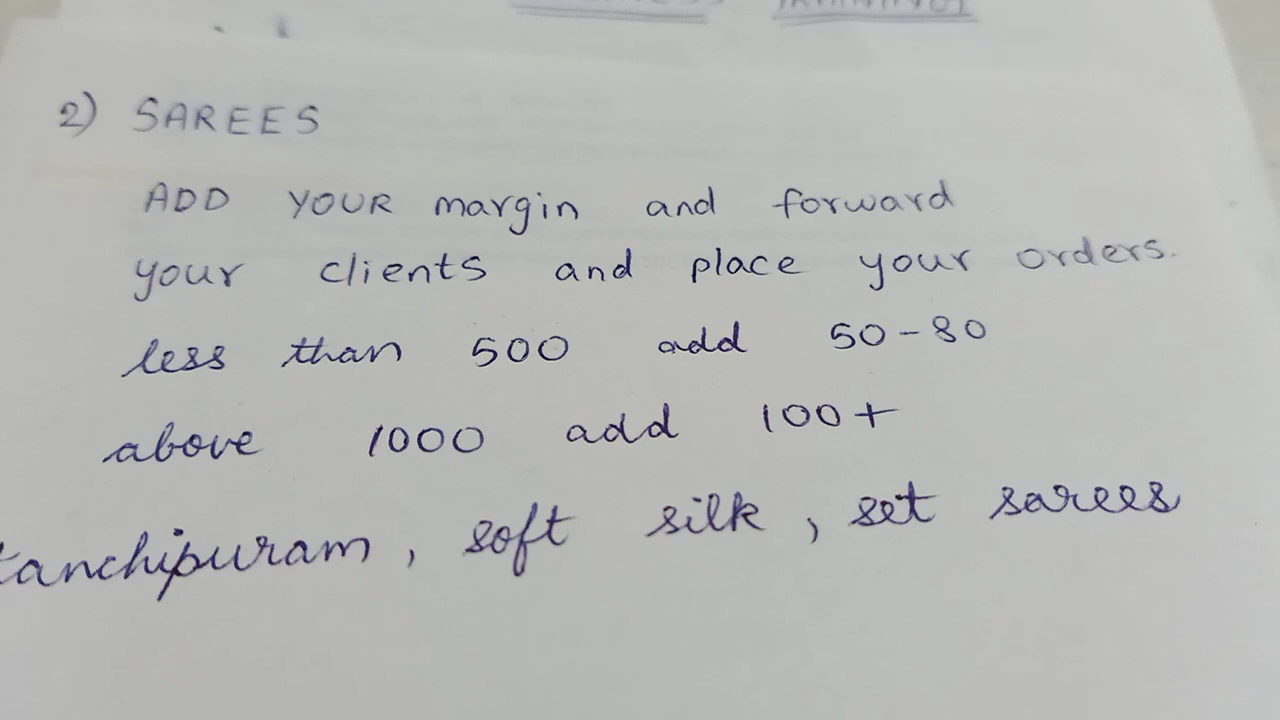 2) SAREES
ADD YOUR margin and forward
your clients and place your orders.
less than 500 add 50-80
above 1000 add 100+
kanchipuram, soft silk, set sarees